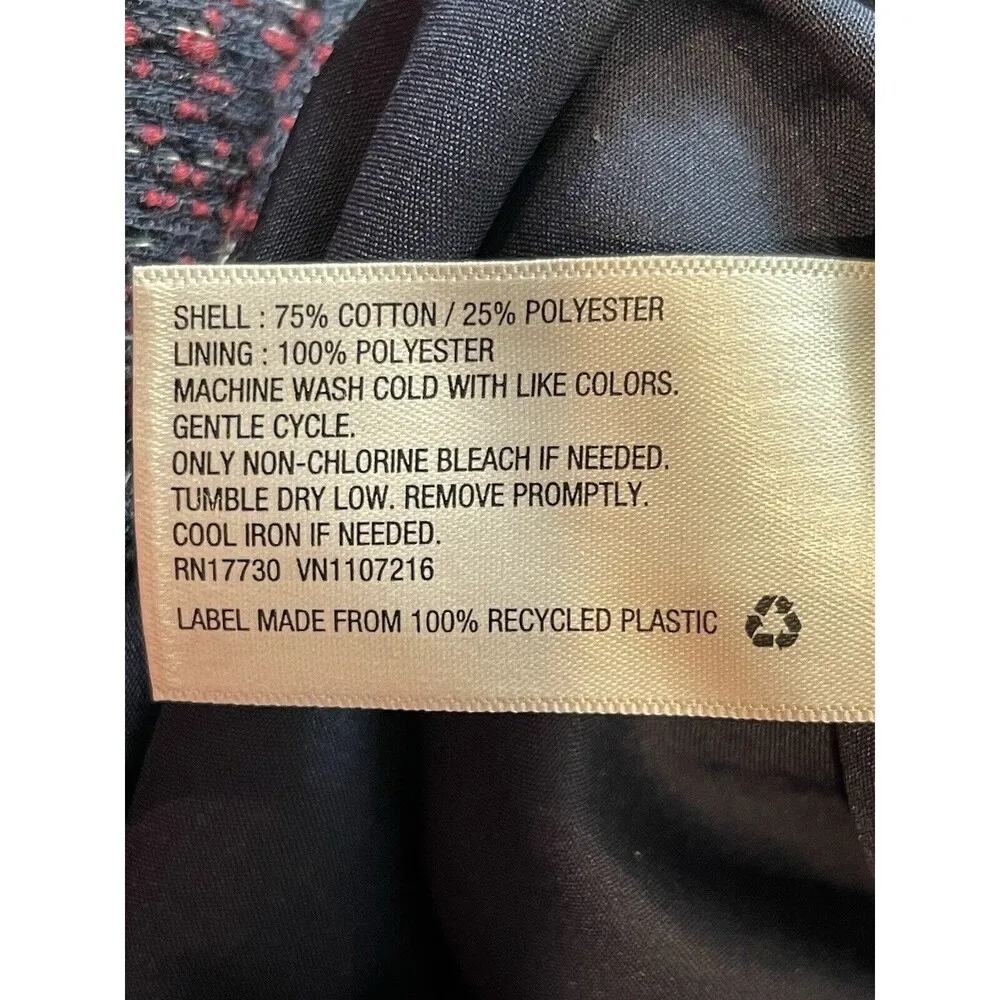 SHELL : 75% COTTON / 25% POLYESTER
LINING : 100% POLYESTER
MACHINE WASH COLD WITH LIKE COLORS.
GENTLE CYCLE.
ONLY NON-CHLORINE BLEACH IF NEEDED.
TUMBLE DRY LOW. REMOVE PROMPTLY.
COOL IRON IF NEEDED.
RN17730 VN1107216
LABEL MADE FROM 100% RECYCLED PLASTIC